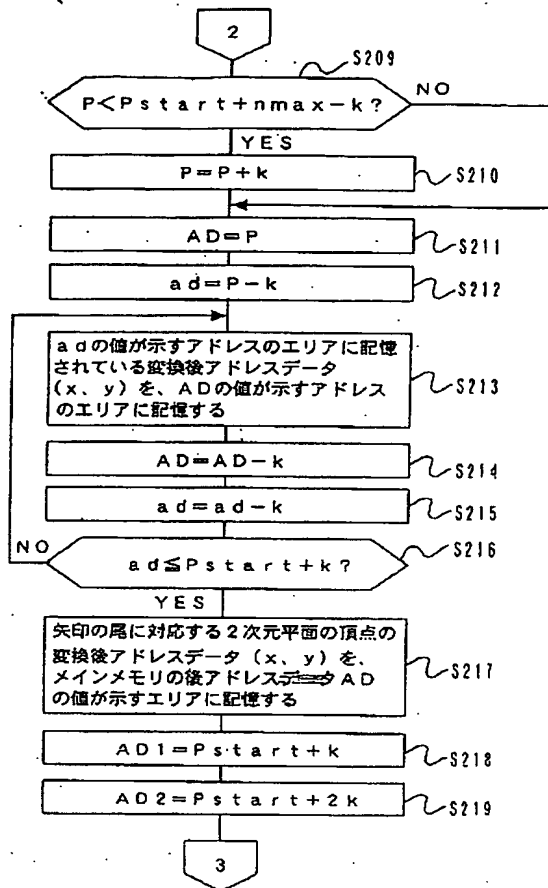 2
S209
P<Pstart+nmax-k?
NO
YES
P=P+k
S210
AD=P
S211
ad=P-k
S212
adの値が示すアドレスのエリアに記憶
されている変換後アドレスデータ
(x、y)を、ADの値が示すアドレス
のエリアに記憶する
S213
AD=AD-k
S214
ad=ad-k
S215
NO
ad≦Pstart+k?
S216
YES
矢印の尾に対応する2次元平面の頂点の
変換後アドレスデータ(x、y)を、
メインメモリの後アドレスデータAD
の値が示すエリアに記憶する
S217
AD1=Pstart+k
S218
AD2=Pstart+2k
S219
3